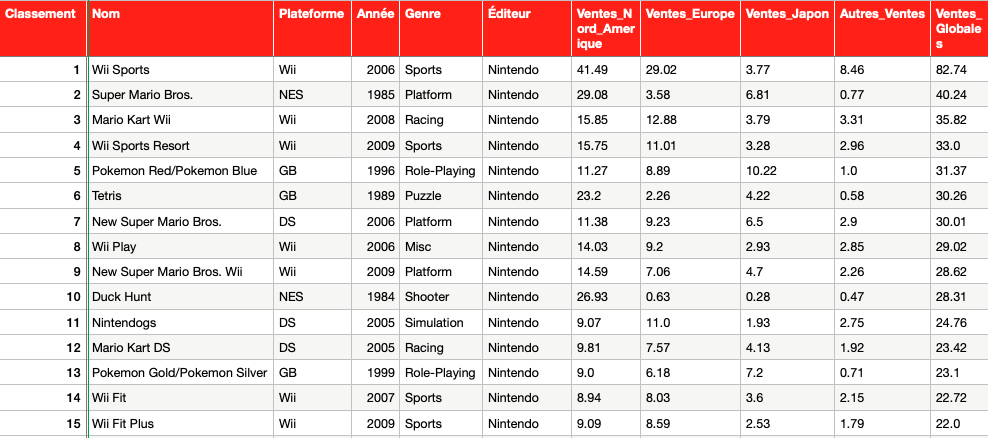 Classement Nom Plateforme Année Genre Éditeur Ventes_Nord_Amerique Ventes_Europe Ventes_Japon Autres_Ventes Ventes_Globales
1 Wii Sports Wii 2006 Sports Nintendo 41.49 29.02 3.77 8.46 82.74
2 Super Mario Bros. NES 1985 Platform Nintendo 29.08 3.58 6.81 0.77 40.24
3 Mario Kart Wii Wii 2008 Racing Nintendo 15.85 12.88 3.79 3.31 35.82
4 Wii Sports Resort Wii 2009 Sports Nintendo 15.75 11.01 3.28 2.96 33.0
5 Pokemon Red/Pokemon Blue GB 1996 Role-Playing Nintendo 11.27 8.89 10.22 1.0 31.37
6 Tetris GB 1989 Puzzle Nintendo 23.2 2.26 4.22 0.58 30.26
7 New Super Mario Bros. DS 2006 Platform Nintendo 11.38 9.23 6.5 2.9 30.01
8 Wii Play Wii 2006 Misc Nintendo 14.03 9.2 2.93 2.85 29.02
9 New Super Mario Bros. Wii Wii 2009 Platform Nintendo 14.59 7.06 4.7 2.26 28.62
10 Duck Hunt NES 1984 Shooter Nintendo 26.93 0.63 0.28 0.47 28.31
11 Nintendogs DS 2005 Simulation Nintendo 9.07 11.0 1.93 2.75 24.76
12 Mario Kart DS DS 2005 Racing Nintendo 9.81 7.57 4.13 1.92 23.42
13 Pokemon Gold/Pokemon Silver GB 1999 Role-Playing Nintendo 9.0 6.18 7.2 0.71 23.1
14 Wii Fit Wii 2007 Sports Nintendo 8.94 8.03 3.6 2.15 22.72
15 Wii Fit Plus Wii 2009 Sports Nintendo 9.09 8.59 2.53 1.79 22.0